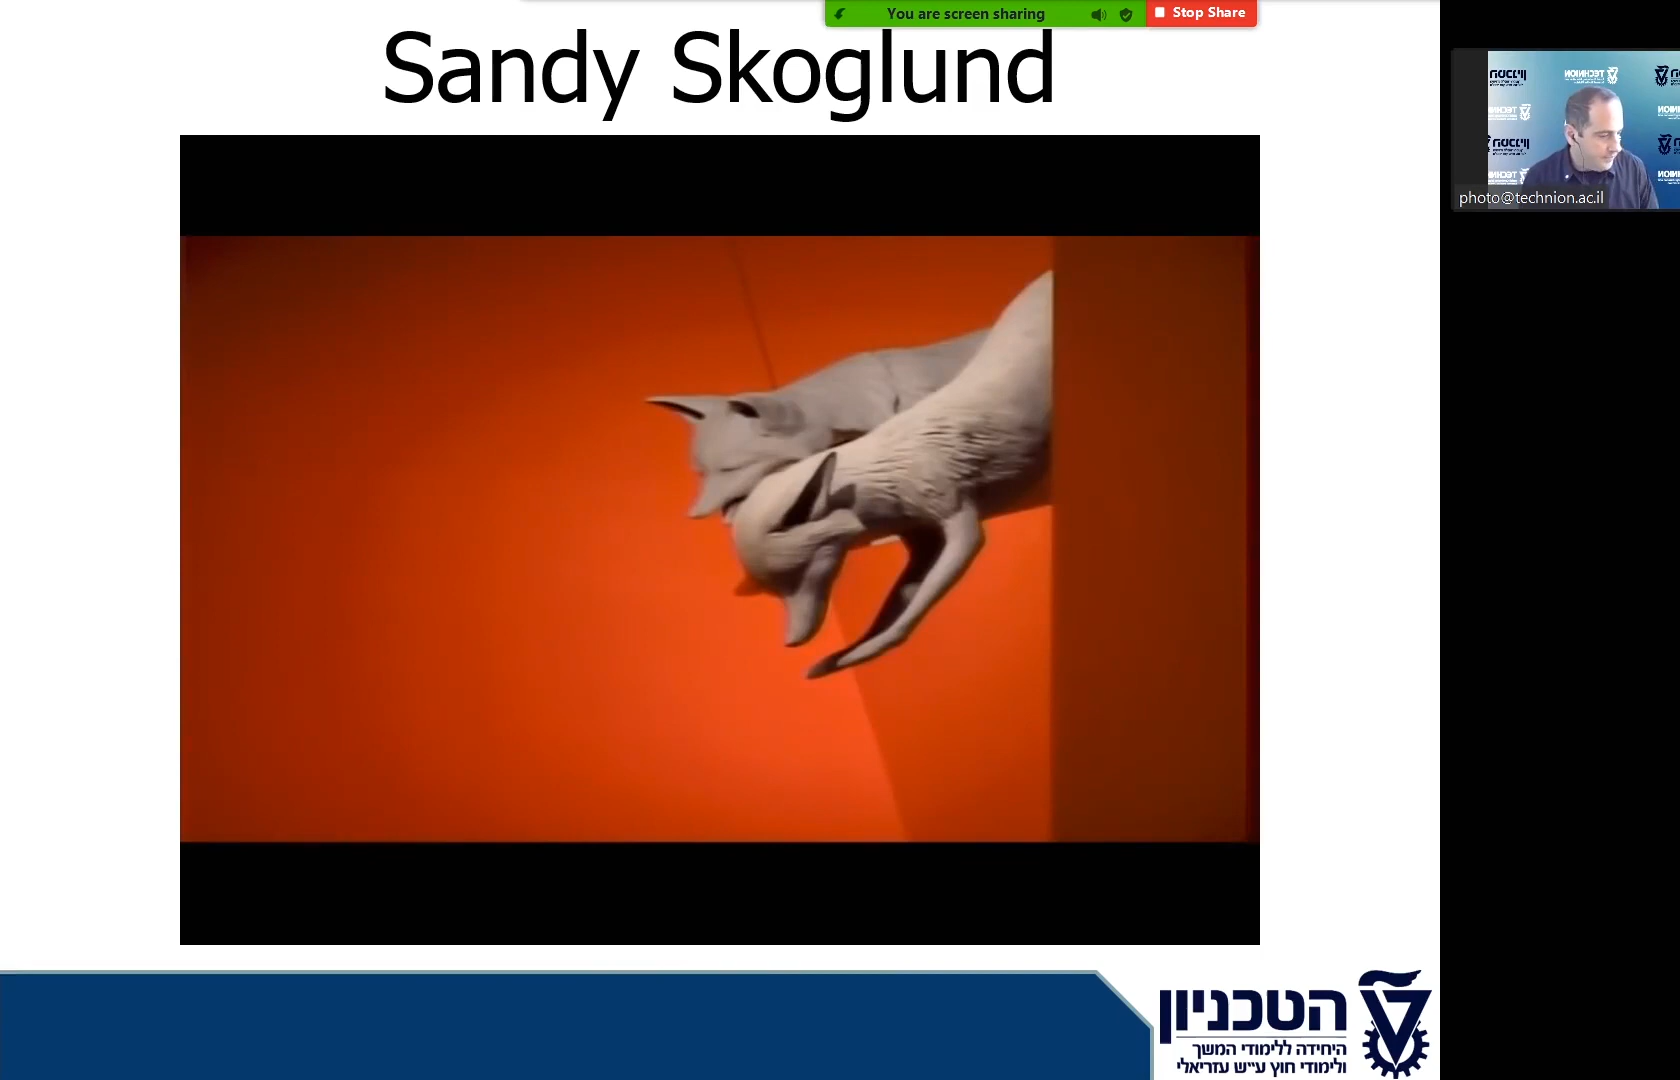 You are screen sharing
Stop Share
Sandy Skoglund
photo@technion.ac.il
הטכניון
היחידה ללימודי המשך
ולימודי חוץ ע״ש עזריאלי